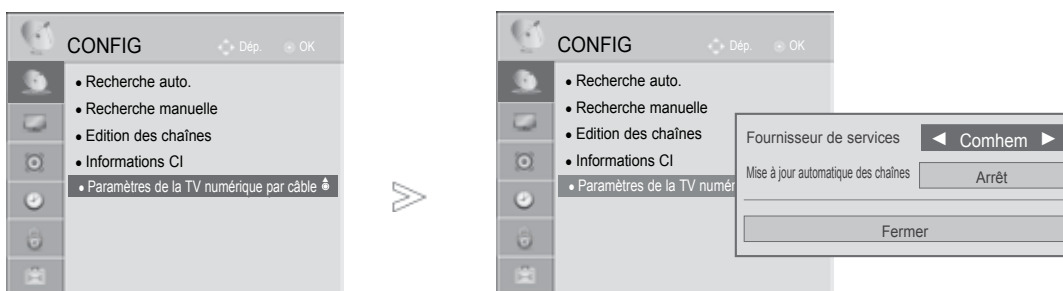 CONFIG
Dép. OK
• Recherche auto.
• Recherche manuelle
• Edition des chaînes
• Informations CI
• Paramètres de la TV numérique par câble
CONFIG
Dép. OK
• Recherche auto.
• Recherche manuelle
• Edition des chaînes
• Informations CI
• Paramètres de la TV numér
Fournisseur de services ◄ Comhem ►
Mise à jour automatique des chaînes Arrêt
Fermer